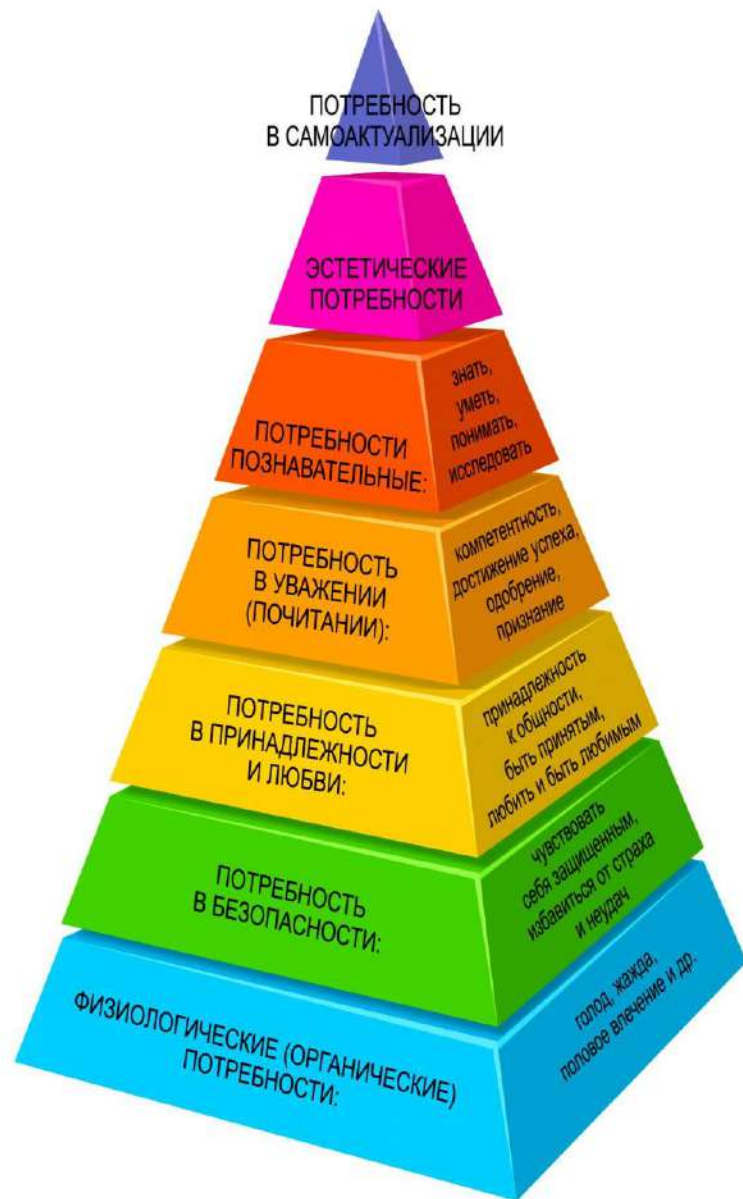 ПОТРЕБНОСТЬ
В САМОАКТУАЛИЗАЦИИ
ЭСТЕТИЧЕСКИЕ
ПОТРЕБНОСТИ
ПОТРЕБНОСТИ
ПОЗНАВАТЕЛЬНЫЕ:
знать,
уметь,
понимать,
исследовать
ПОТРЕБНОСТЬ
В УВАЖЕНИИ
(ПОЧИТАНИИ):
компетентность,
достижение успеха,
одобрение,
признание
ПОТРЕБНОСТЬ
В ПРИНАДЛЕЖНОСТИ
И ЛЮБВИ:
принадлежность
к общности,
быть принятым,
любить и быть любимым
ПОТРЕБНОСТЬ
В БЕЗОПАСНОСТИ:
чувствовать
себя защищенным,
избавиться от страха
и неудач
ФИЗИОЛОГИЧЕСКИЕ (ОРГАНИЧЕСКИЕ)
ПОТРЕБНОСТИ:
голод, жажда,
половое влечение и др.